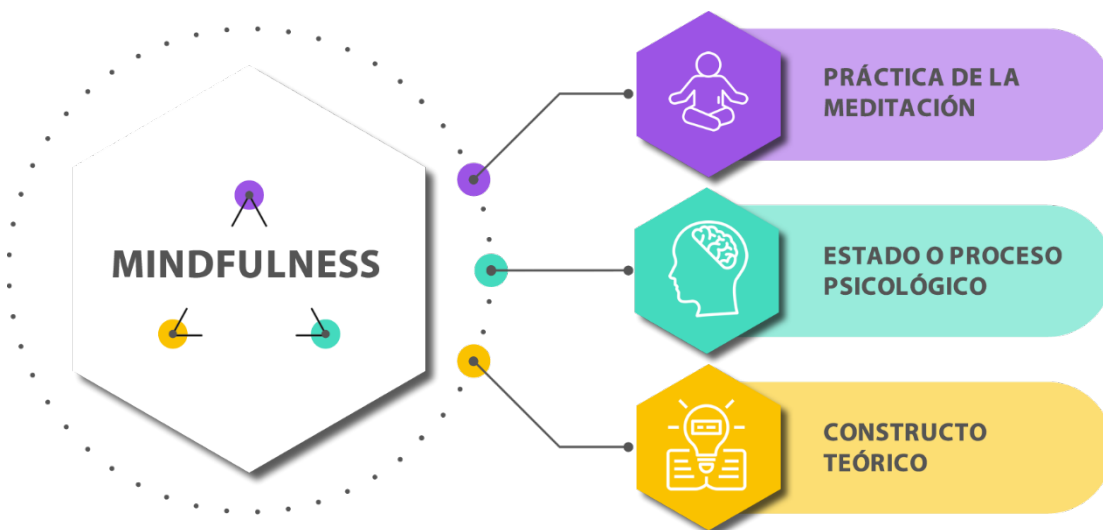 MINDFULNESS
PRÁCTICA DE LA
MEDITACIÓN
ESTADO O PROCESO
PSICOLÓGICO
CONSTRUCTO
TEÓRICO